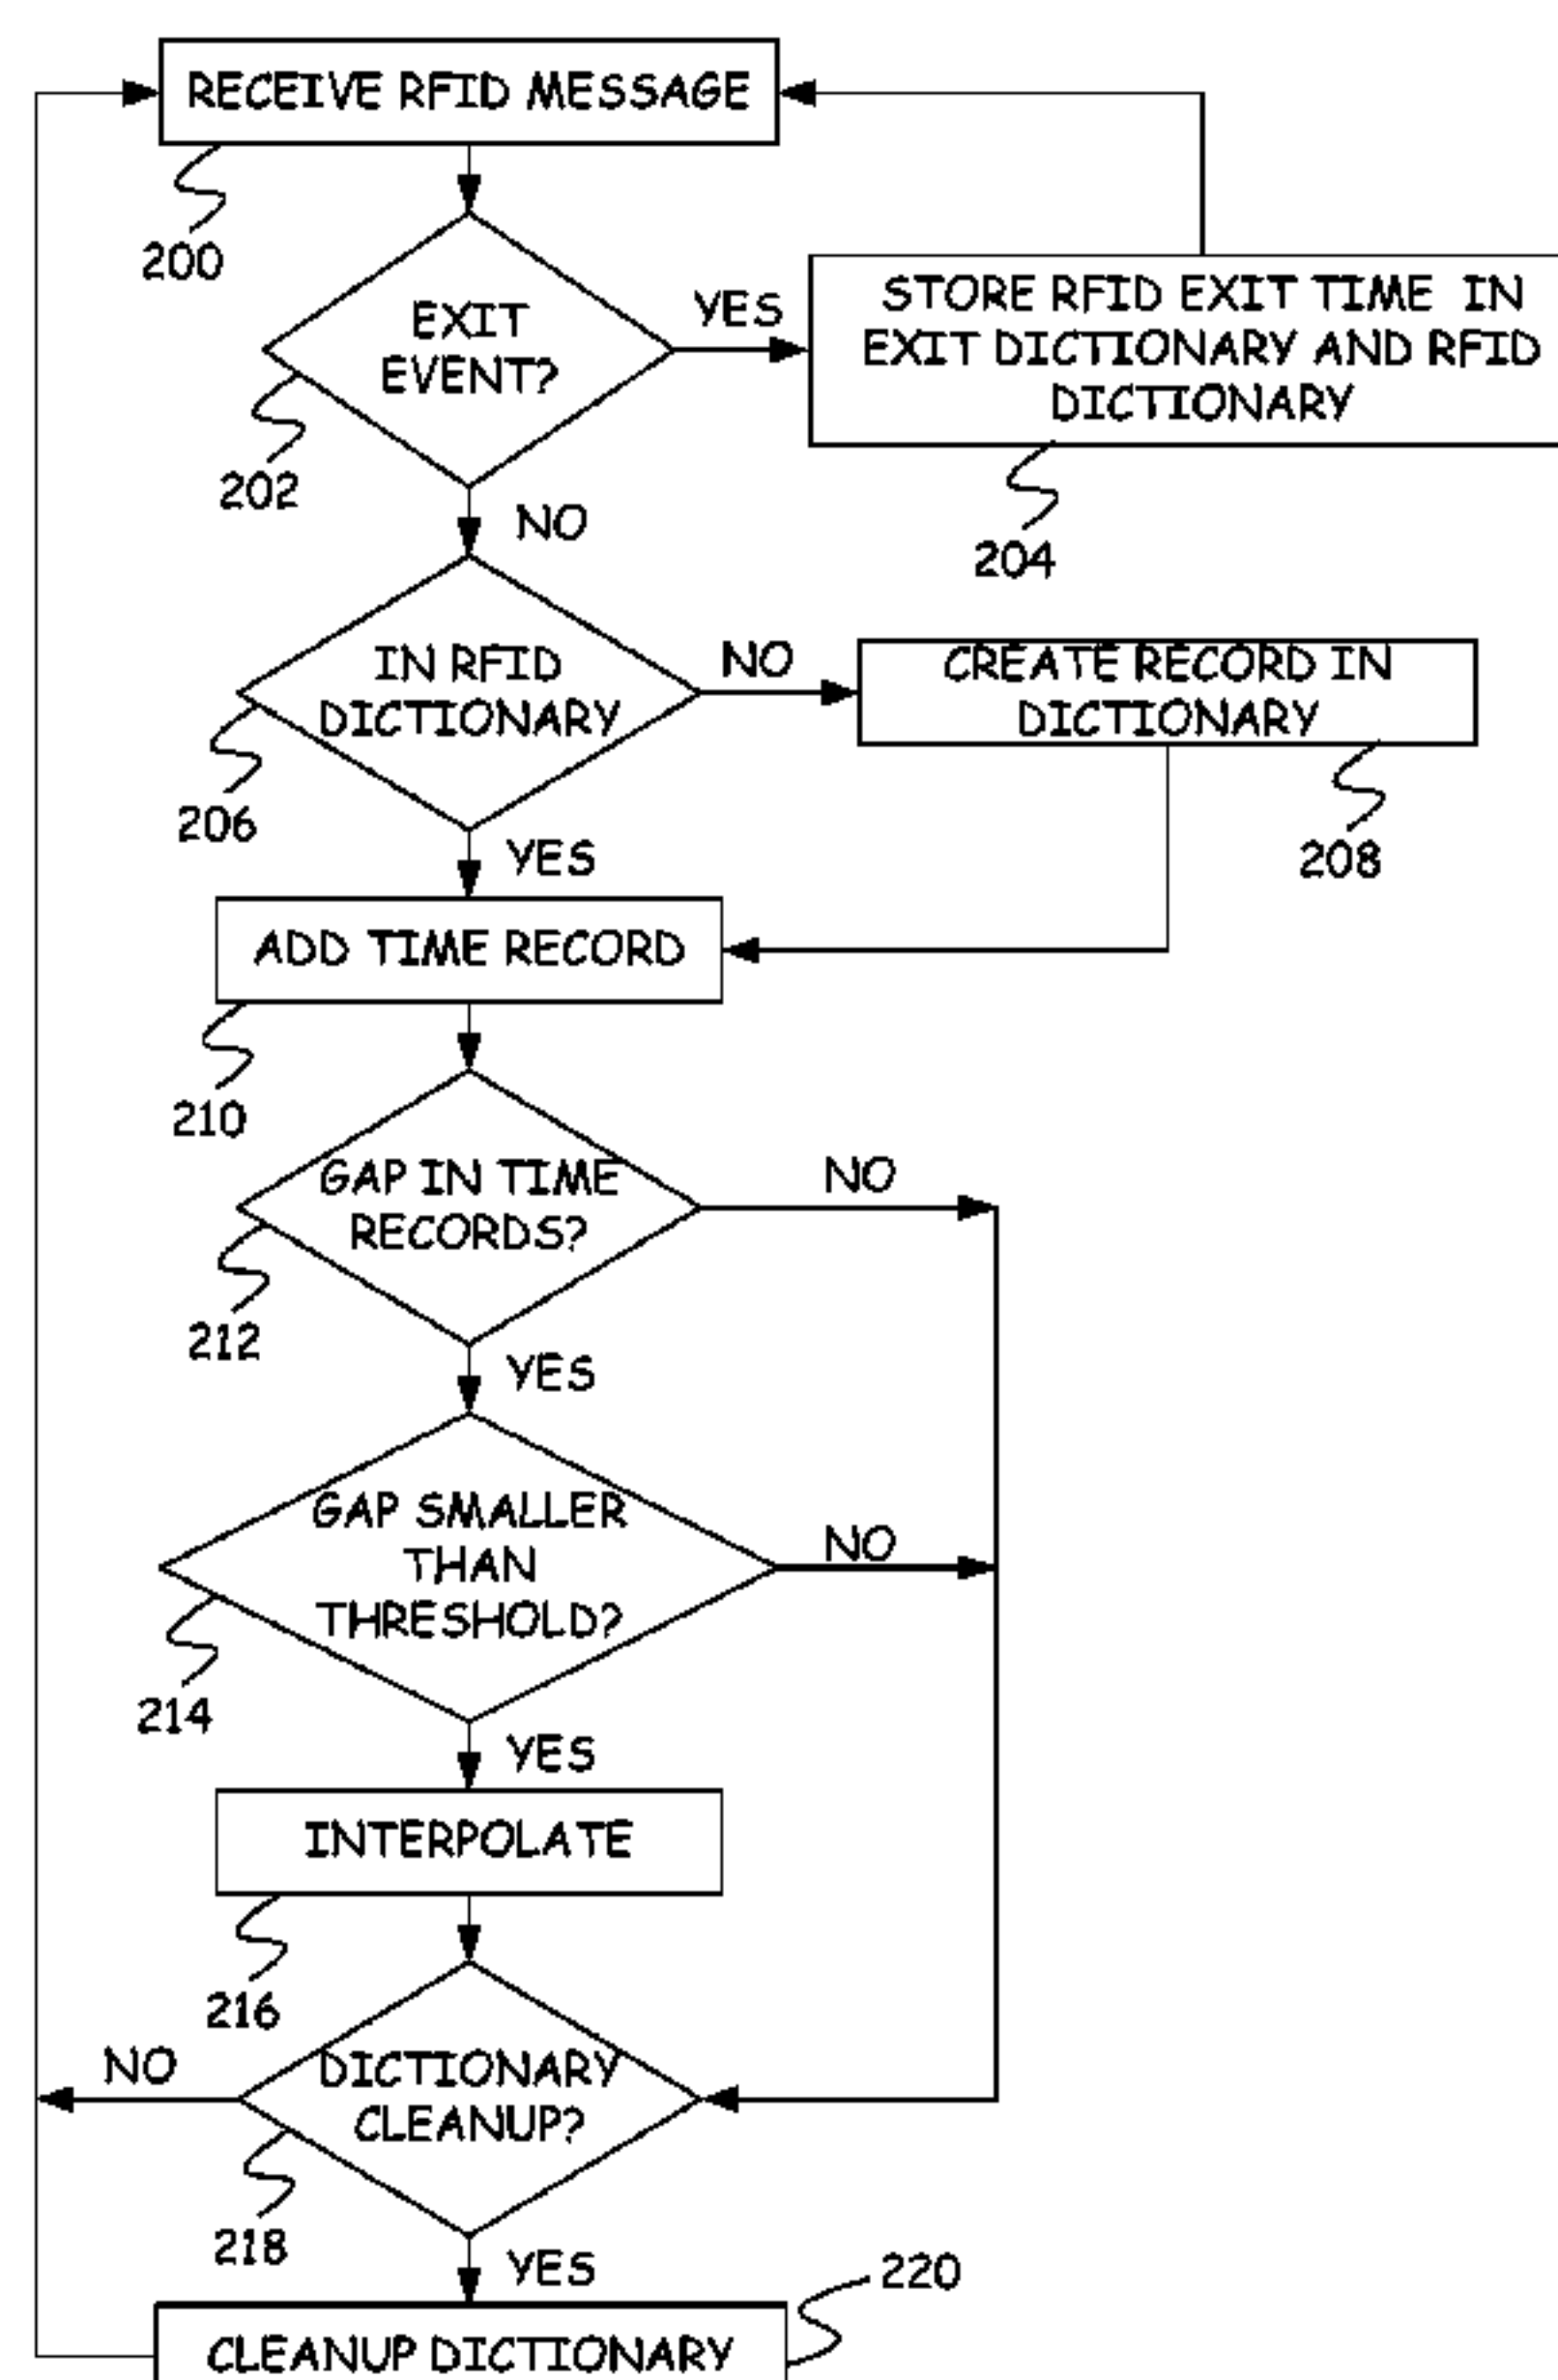 RECEIVE RFID MESSAGE
200
EXIT
EVENT?
YES
STORE RFID EXIT TIME IN
EXIT DICTIONARY AND RFID
DICTIONARY
202
204
NO
IN RFID
DICTIONARY
NO
CREATE RECORD IN
DICTIONARY
206
208
YES
ADD TIME RECORD
210
GAP IN TIME
RECORDS?
NO
212
YES
GAP SMALLER
THAN
THRESHOLD?
NO
214
YES
INTERPOLATE
216
NO
DICTIONARY
CLEANUP?
218
YES
220
CLEANUP DICTIONARY